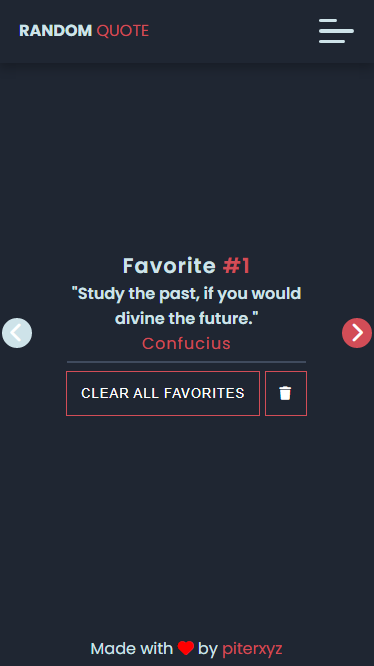 RANDOM QUOTE
Favorite #1
"Study the past, if you would
divine the future."
Confucius
CLEAR ALL FAVORITES
Made with by piterxyz